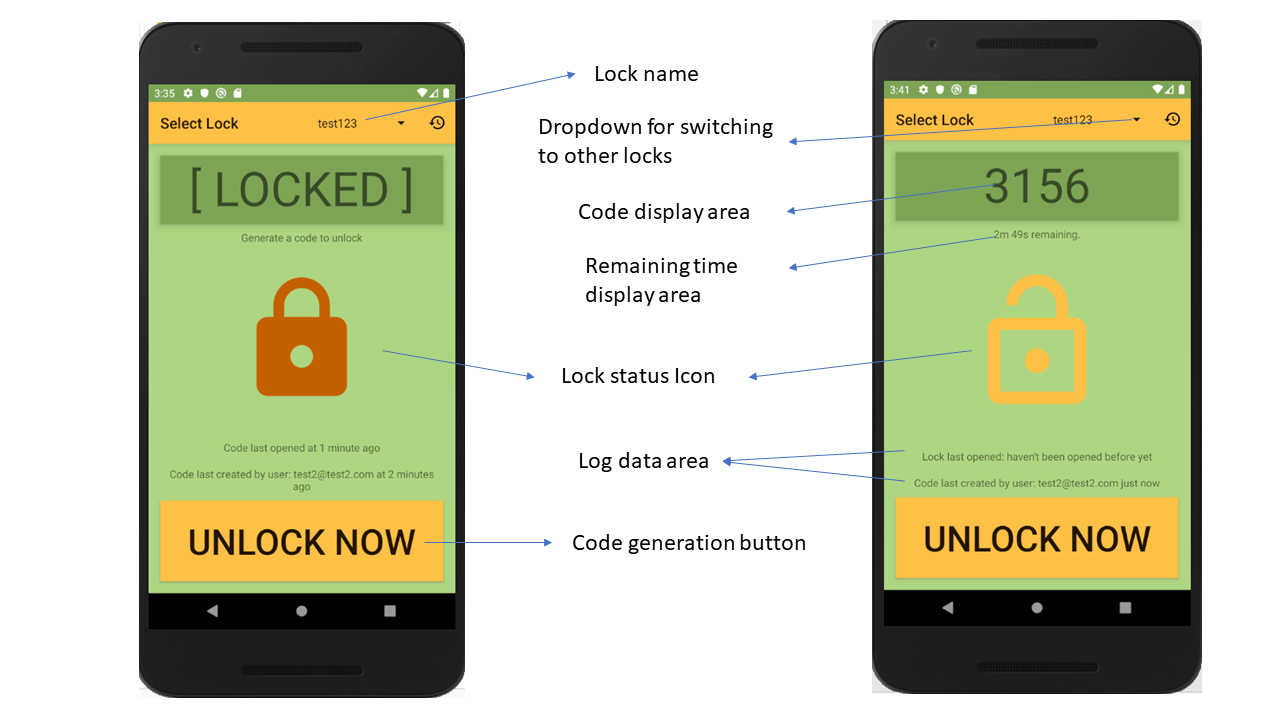 3:35
Select Lock
test123
[ LOCKED ]
Generate a code to unlock
Code last opened at 1 minute ago
Code last created by user: test2@test2.com at 2 minutes
ago
UNLOCK NOW
Lock name
Dropdown for switching
to other locks
Code display area
Remaining time
display area
Lock status Icon
Log data area
Code generation button
3:41
Select Lock
test123
3156
2m 49s remaining.
Lock last opened: haven't been opened before yet
Code last created by user: test2@test2.com just now
UNLOCK NOW